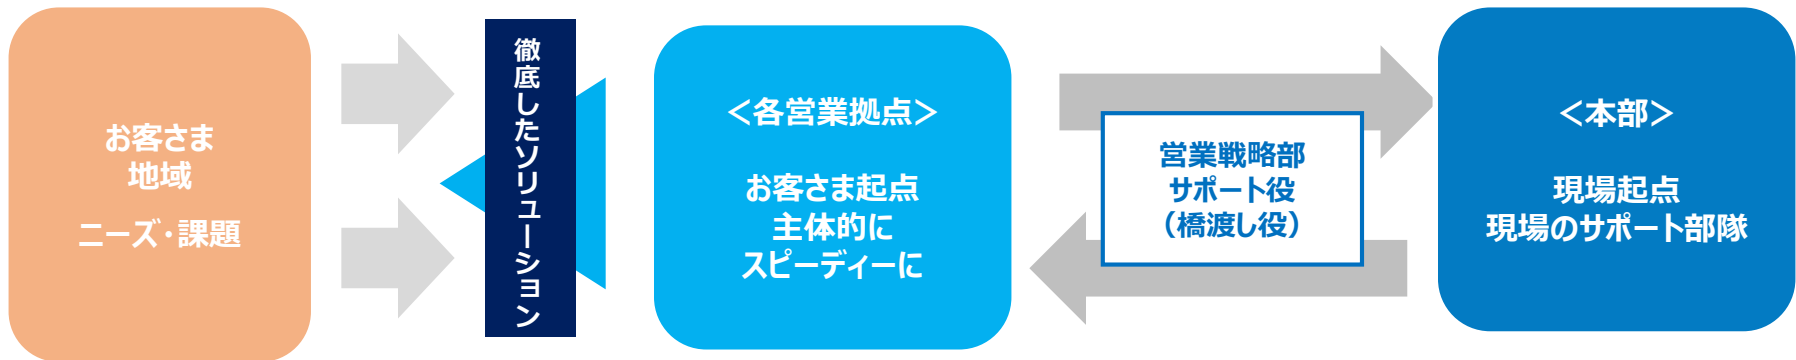 お客さま
地域
ニーズ・課題
徹底したソリューション
＜各営業拠点＞
お客さま起点
主体的に
スピーディーに
営業戦略部
サポート役
（橋渡し役）
＜本部＞
現場起点
現場のサポート部隊